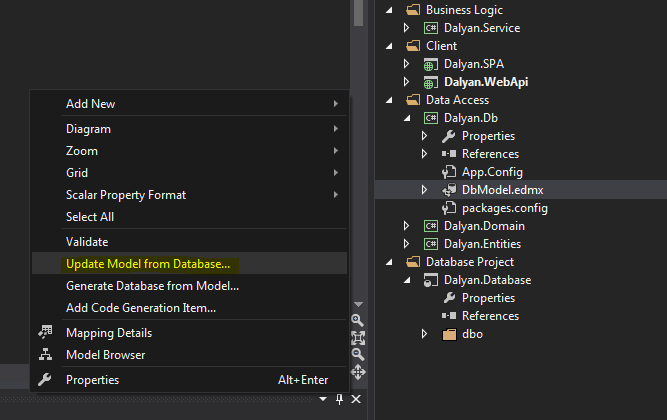 Add New
Diagram
Zoom
Grid
Scalar Property Format
Select All
Validate
Update Model from Database...
Generate Database from Model...
Add Code Generation Item...
Mapping Details
Model Browser
Properties Alt+Enter
Business Logic
C# Dalyan.Service
Client
Dalyan.SPA
Dalyan.WebApi
Data Access
C# Dalyan.Db
Properties
References
App.Config
DbModel.edmx
packages.config
C# Dalyan.Domain
C# Dalyan.Entities
Database Project
Dalyan.Database
Properties
References
dbo